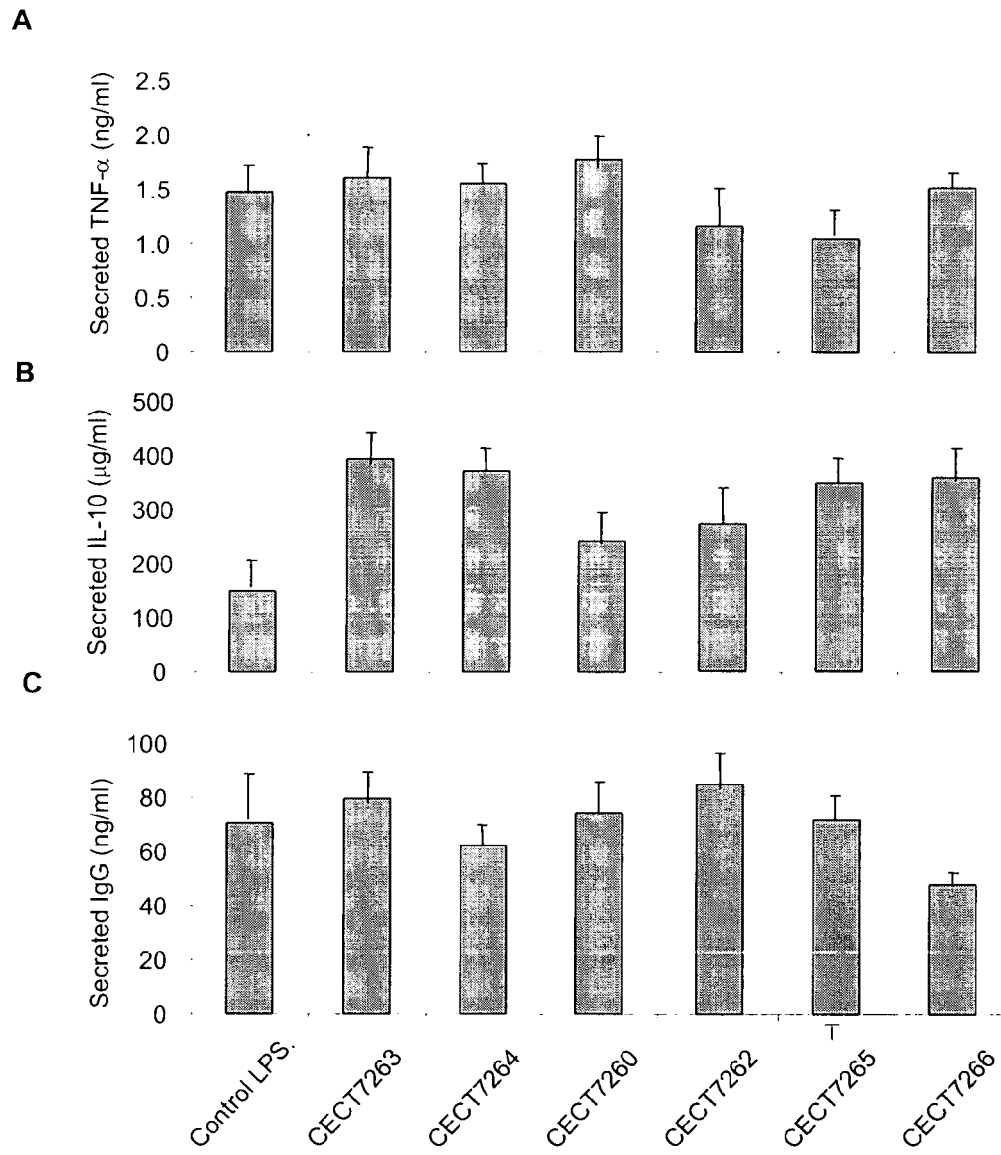 A
Secreted TNF-α (ng/ml)
2.5
2.0
1.5
1.0
0.5
0
B
Secreted IL-10 (µg/ml)
500
400
300
200
100
0
C
Secreted IgG (ng/ml)
100
80
60
40
20
0
Control LPS.
CECT7263
CECT7264
CECT7260
CECT7262
CECT7265
CECT7266